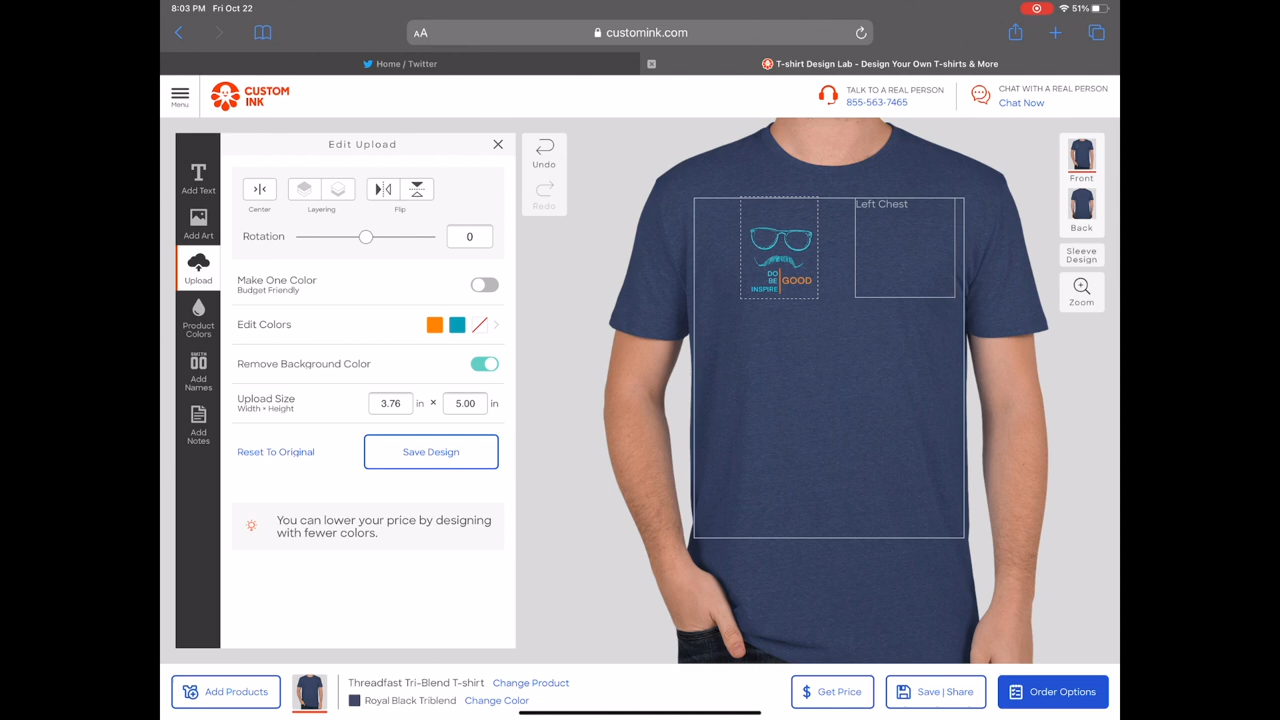 8:03 PM Fri Oct 22
51%
AA
customink.com
Home / Twitter
T-shirt Design Lab - Design Your Own T-shirts & More
Menu
CUSTOM
INK
TALK TO A REAL PERSON
855-563-7465
CHAT WITH A REAL PERSON
Chat Now
Add Text
Add Art
Upload
Product
Colors
SMITH
00
Add
Names
Add
Notes
Edit Upload
Center
Layering
Flip
Rotation
0
Make One Color
Budget Friendly
Edit Colors
Remove Background Color
Upload Size
Width × Height
3.76 in × 5.00 in
Reset To Original
Save Design
You can lower your price by designing
with fewer colors.
Undo
Redo
Left Chest
DO
BE
INSPIRE
GOOD
Front
Back
Sleeve
Design
Zoom
Add Products
Threadfast Tri-Blend T-shirt Change Product
Royal Black Triblend Change Color
$ Get Price
Save | Share
Order Options